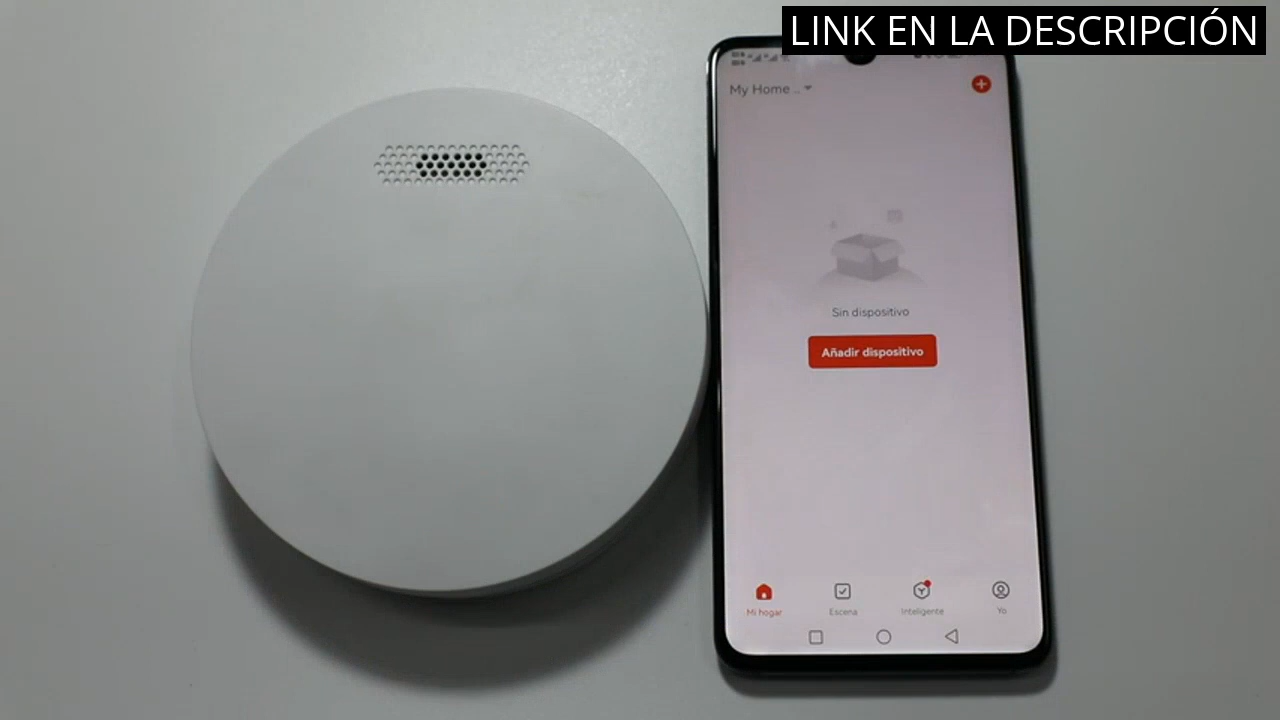 LINK EN LA DESCRIPCIÓN
My Home ..
Sin dispositivo
Añadir dispositivo
Mi hogar
Escena
Inteligente
Yo